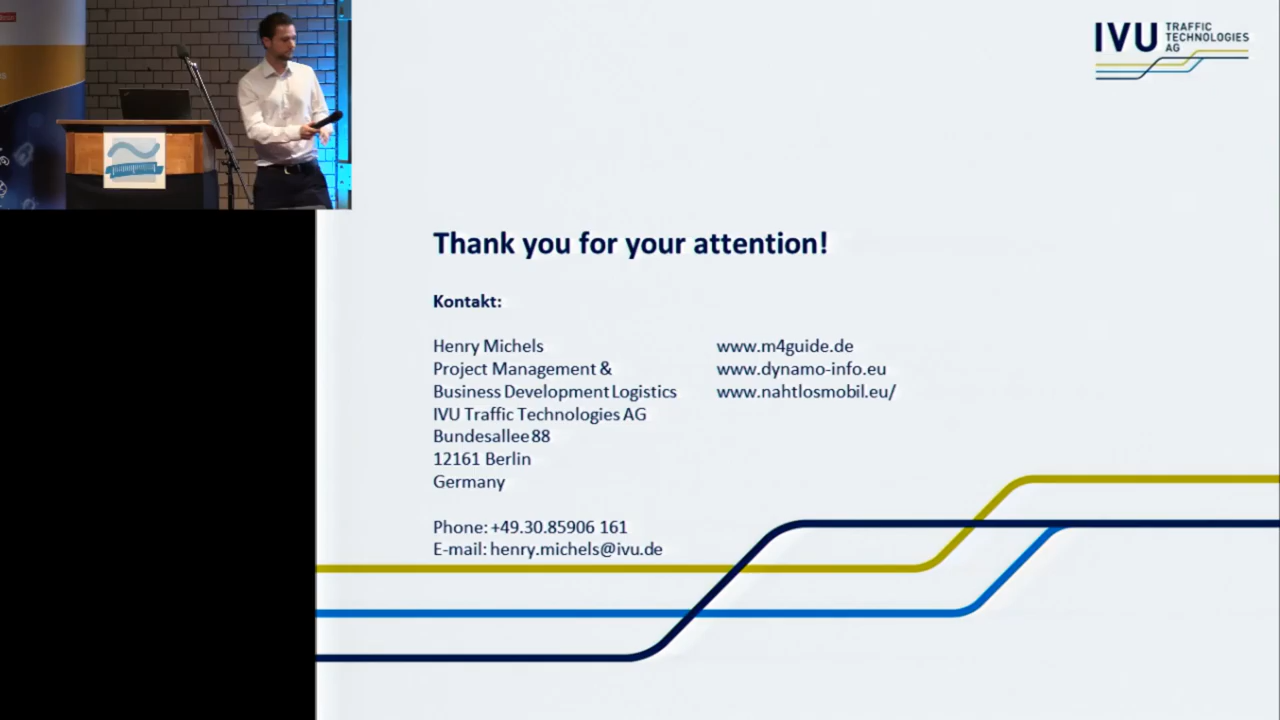 IVU TRAFFIC
TECHNOLOGIES
AG
Thank you for your attention!
Kontakt:
Henry Michels
Project Management &
Business Development Logistics
IVU Traffic Technologies AG
Bundesallee 88
12161 Berlin
Germany
Phone: +49.30.85906 161
E-mail: henry.michels@ivu.de
www.m4guide.de
www.dynamo-info.eu
www.nahtlosmobil.eu/